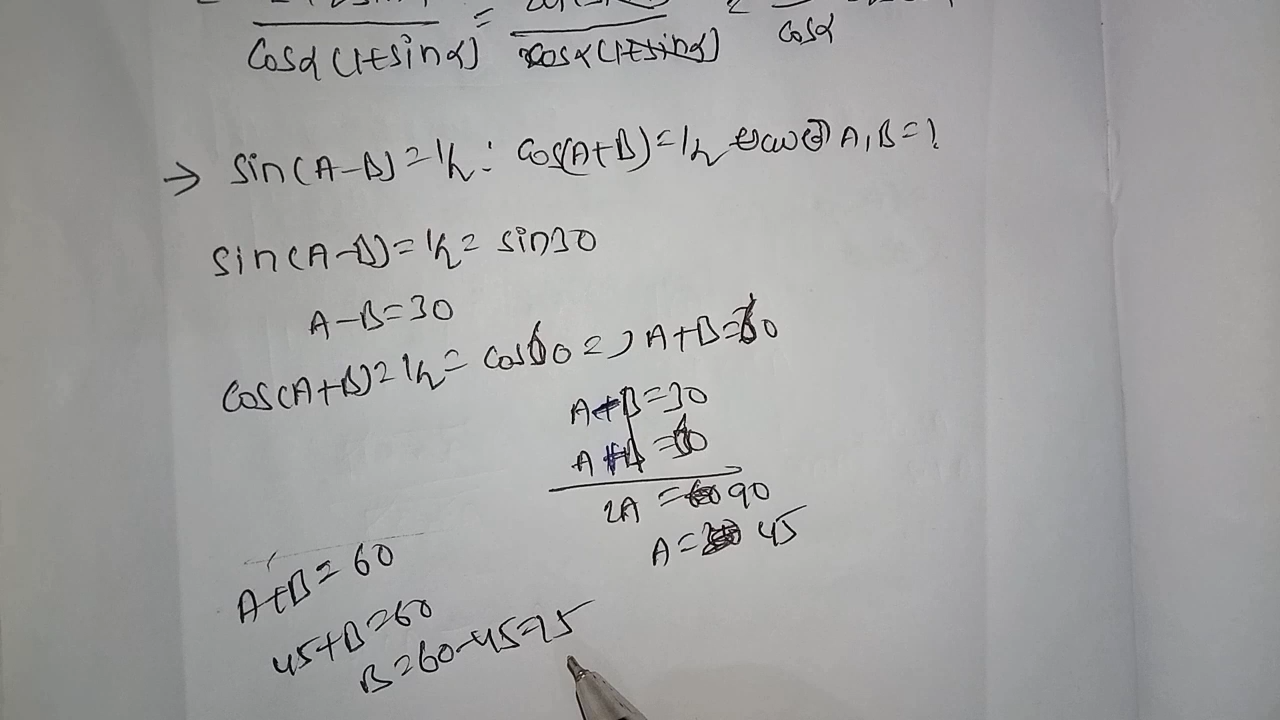 cosα(1+sinα) = cosα(1+sinα) = cosα
→ sin(A-B)=1/2: cos(A+B)=1/2 A,B=?
sin(A-B)=1/2= sin30
A-B=30
cos(A+B)=1/2= cos60 => A+B=60
A+B=30
A+B=60
2A = 90
A= 45
A+B=60
45+B=60
B=60-45=15